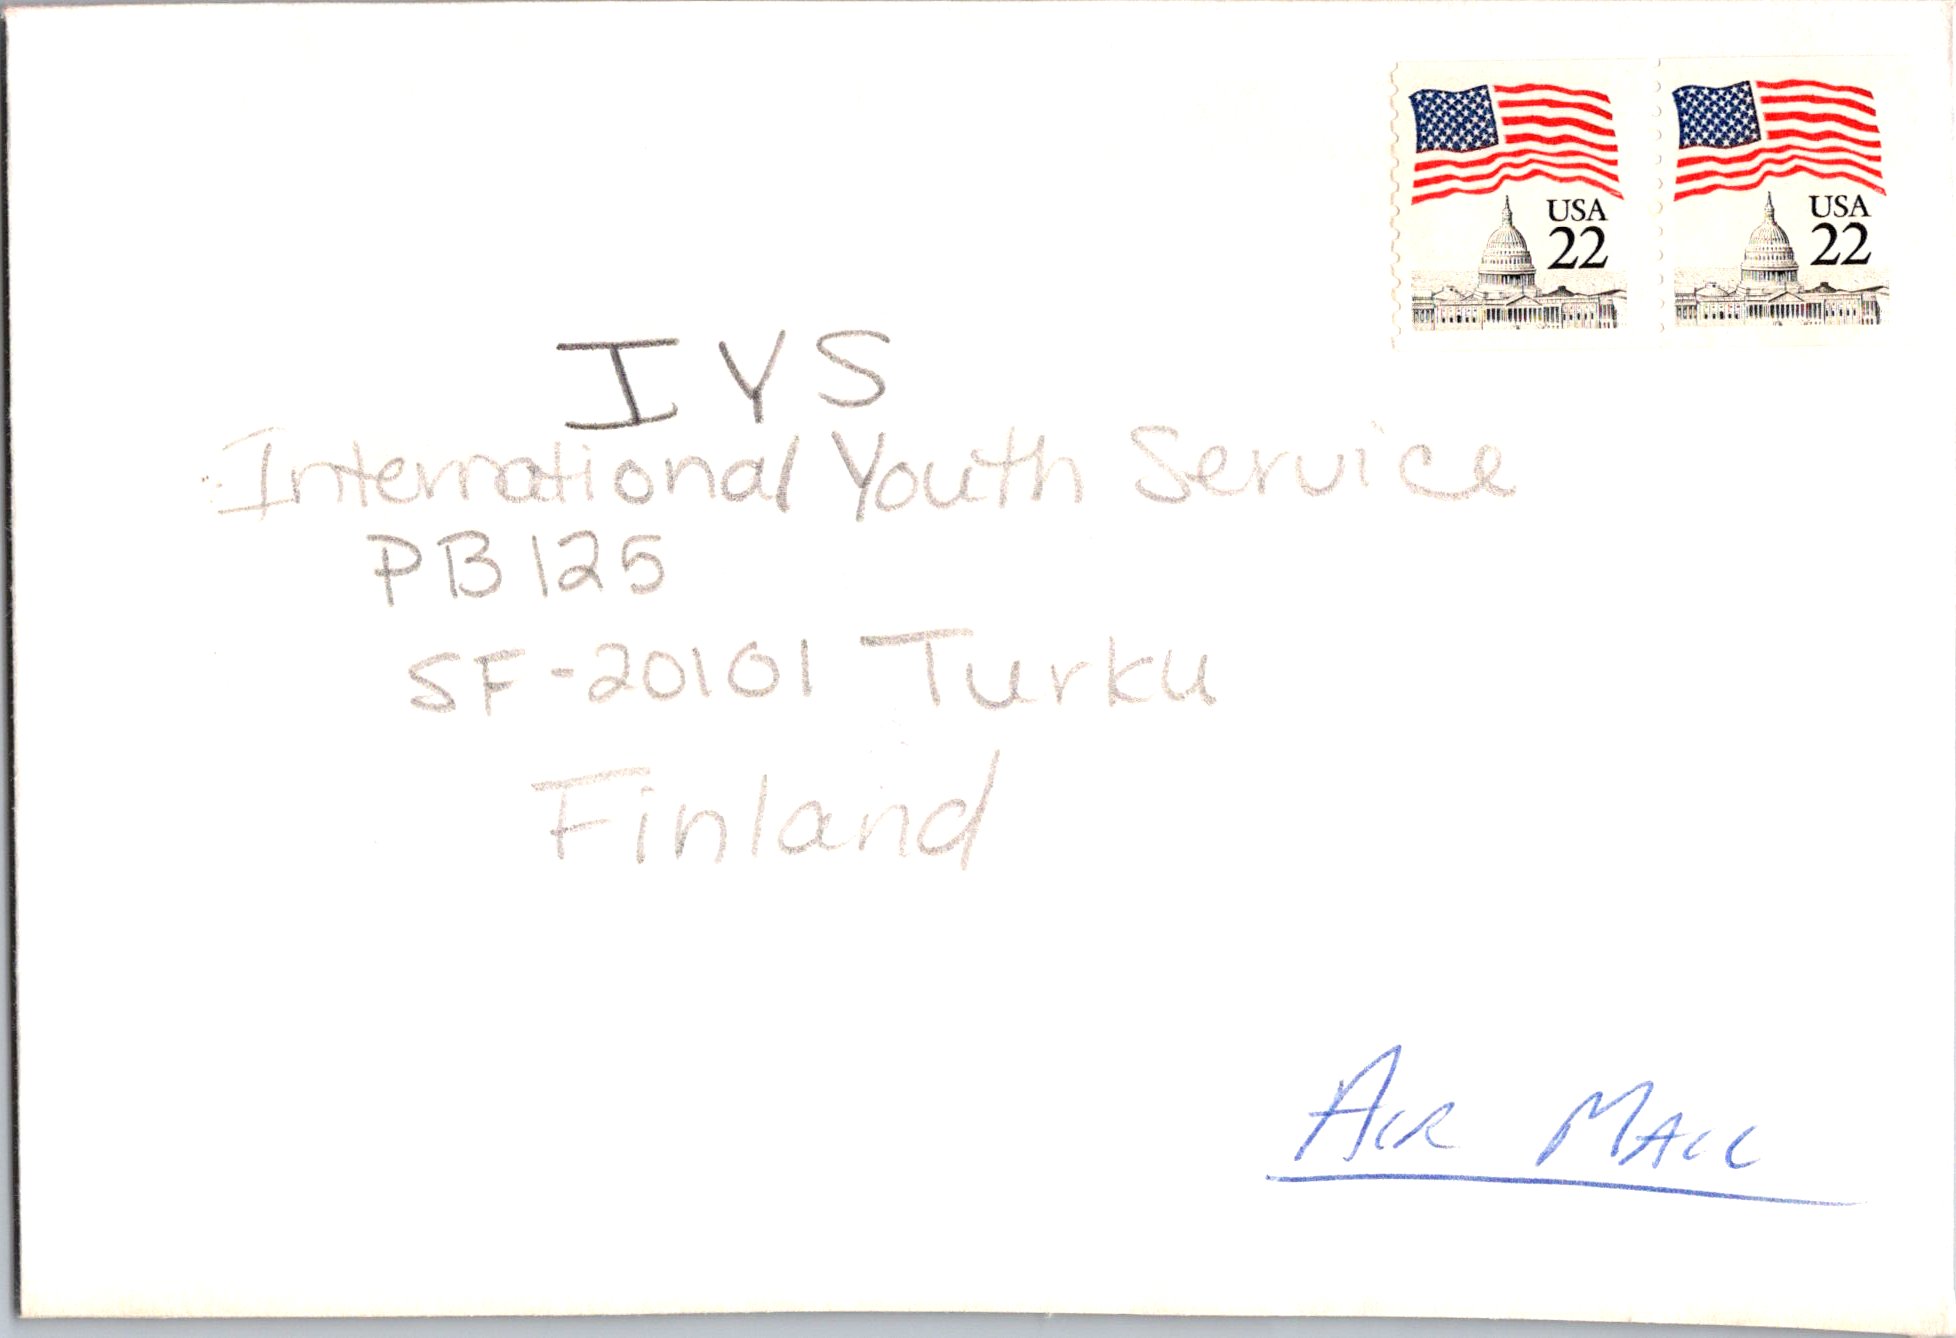 USA
22
USA
22
IYS
International Youth Service
PB 125
SF-20101 Turku
Finland
AIR MAIL